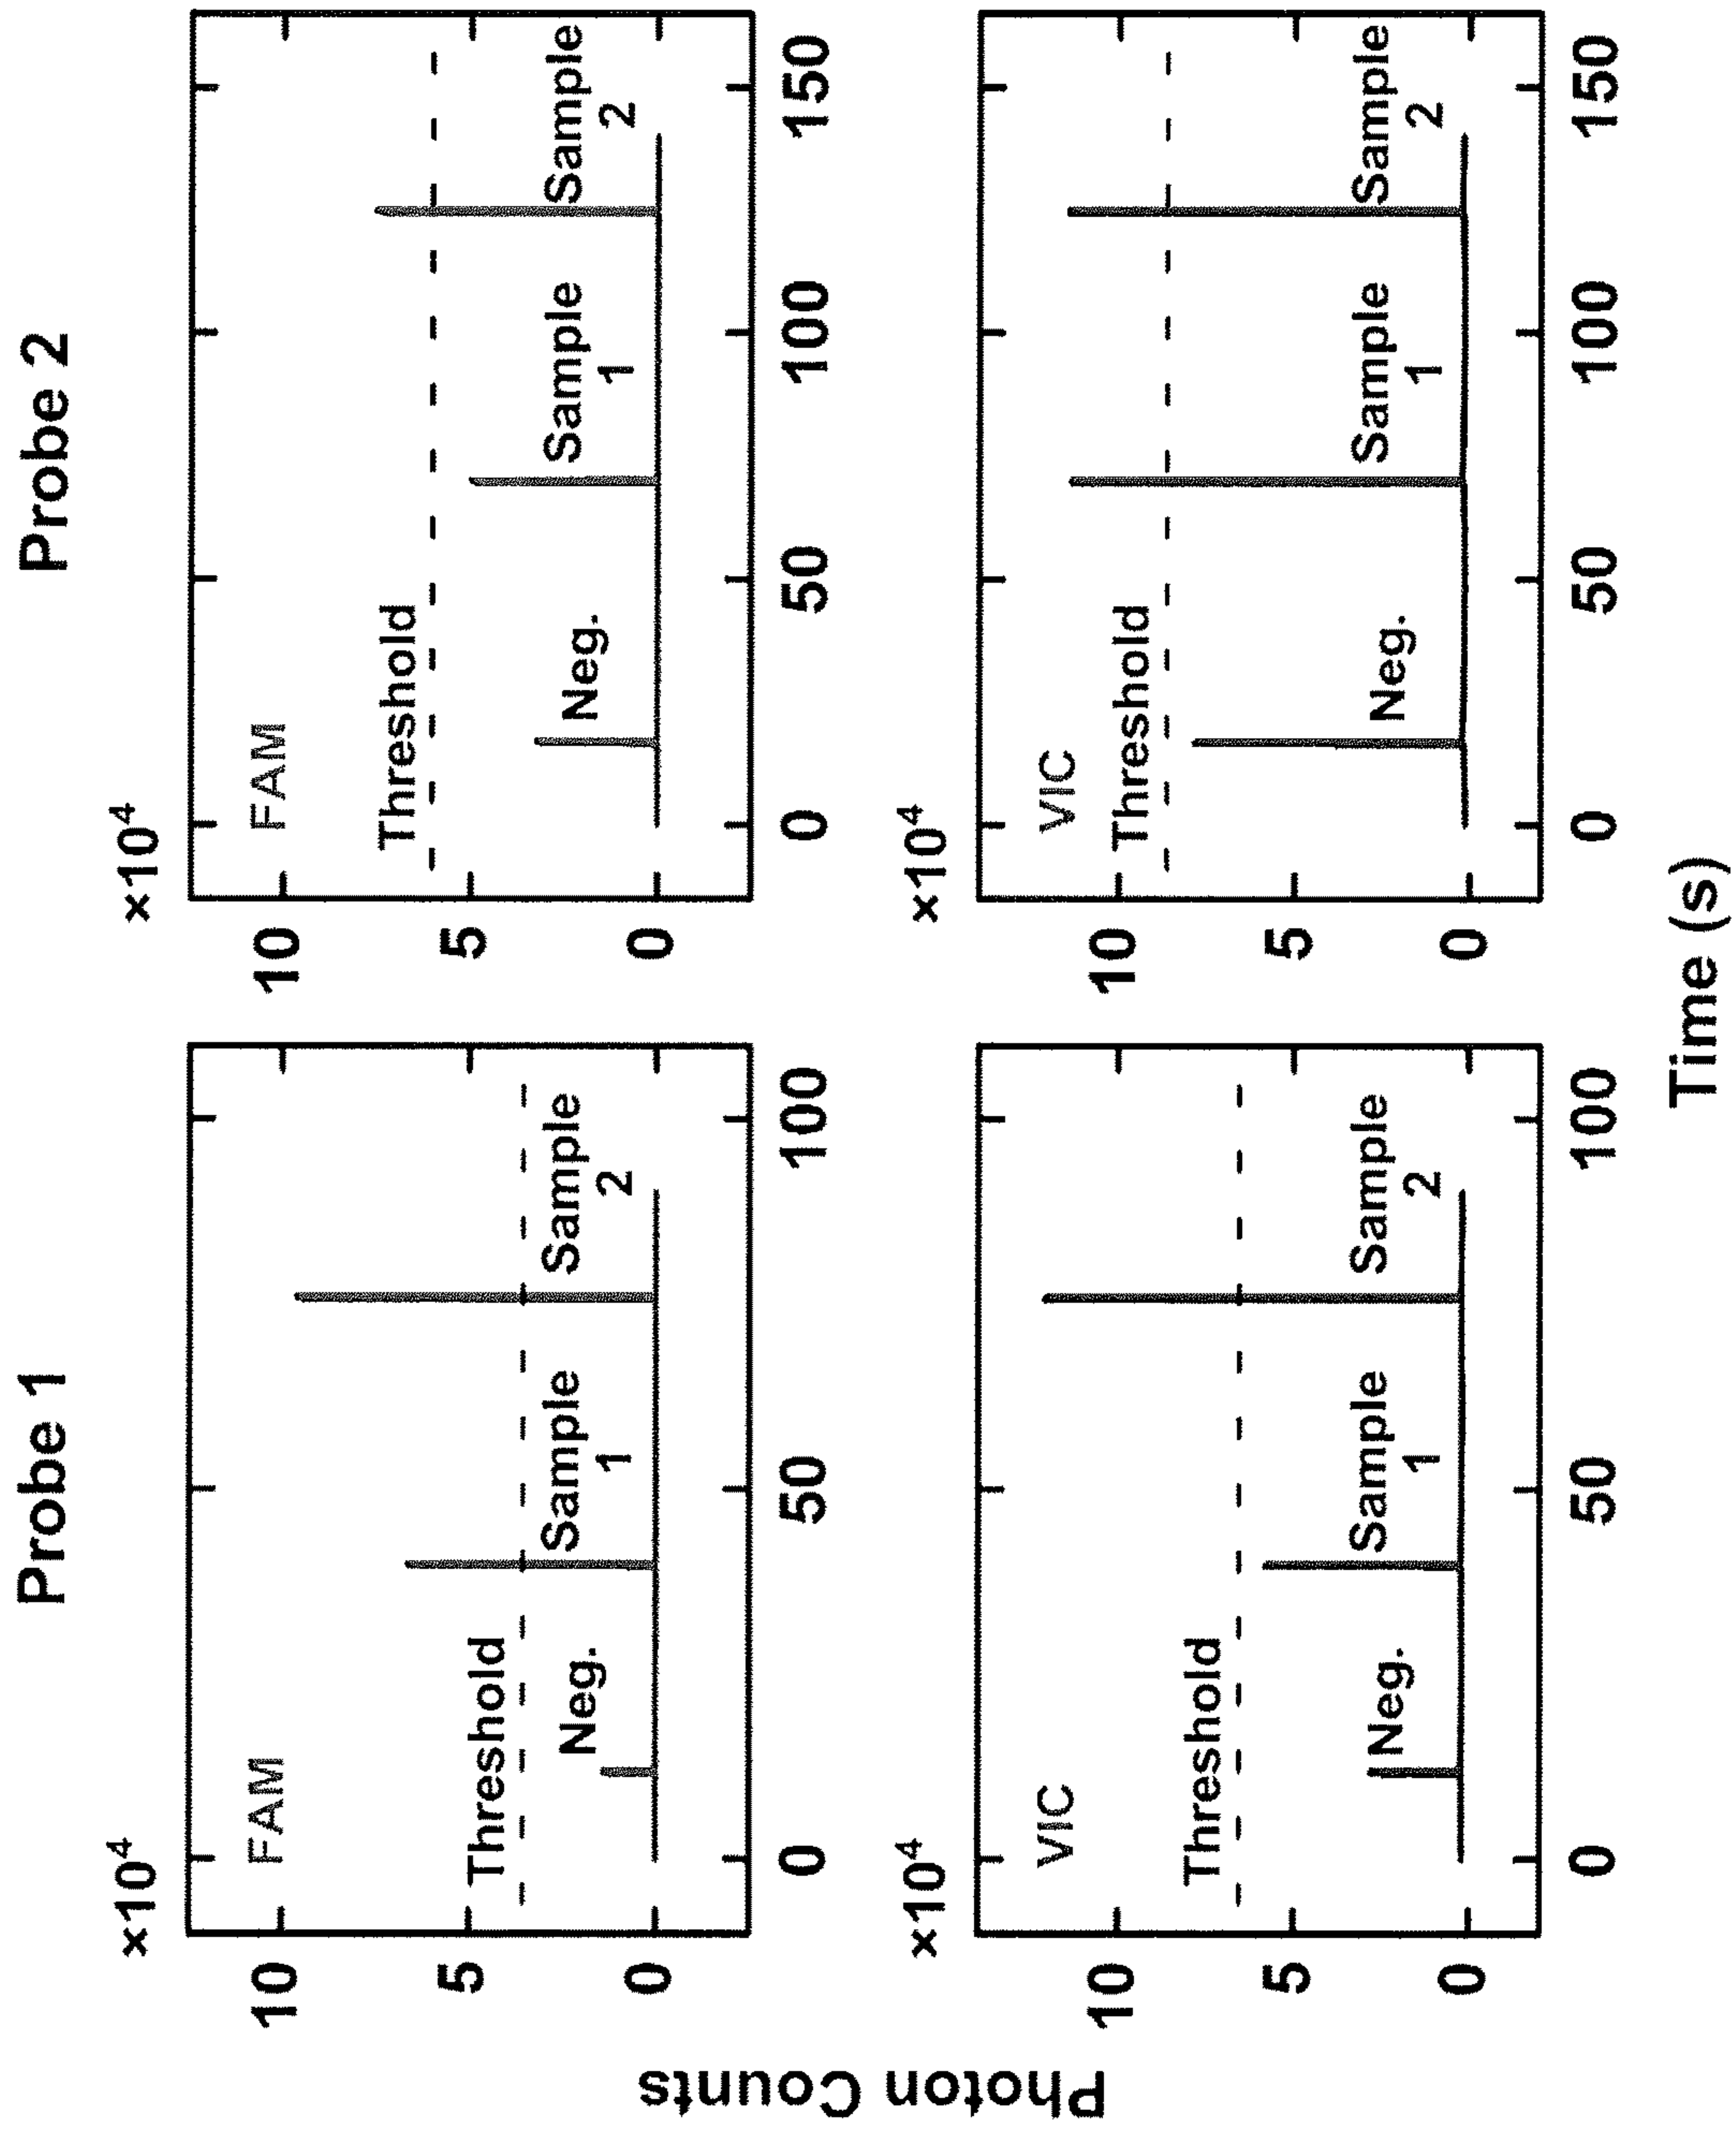 Probe 1
Probe 2
×10⁴
FAM
Threshold
Neg.
Sample
1
Sample
2
10
5
0
0
50
100
×10⁴
FAM
Threshold
Neg.
Sample
1
Sample
2
10
5
0
0
50
100
150
×10⁴
VIC
Threshold
Neg.
Sample
1
Sample
2
10
5
0
0
50
100
×10⁴
VIC
Threshold
Neg.
Sample
1
Sample
2
10
5
0
0
50
100
150
Photon Counts
Time (s)